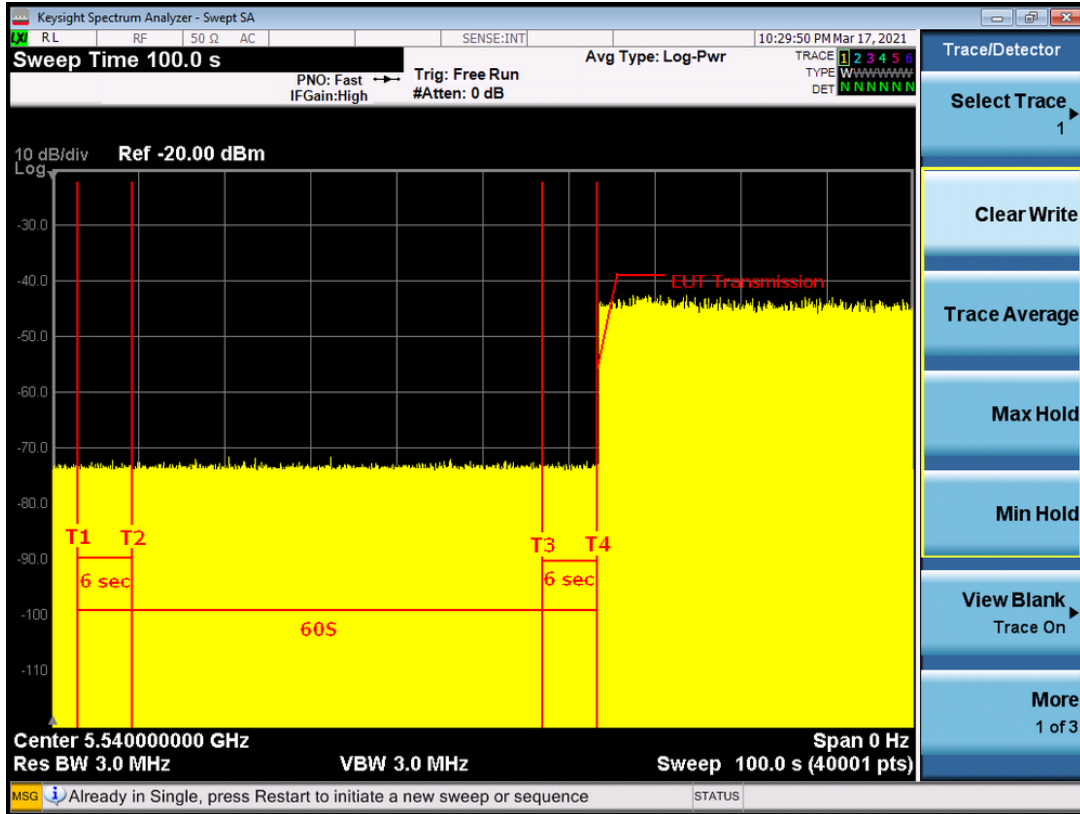 Keysight Spectrum Analyzer - Swept SA
LXI RL RF 50 Ω AC SENSE:INT 10:29:50 PM Mar 17, 2021
Sweep Time 100.0 s
PNO: Fast
IFGain:High
Trig: Free Run
#Atten: 0 dB
Avg Type: Log-Pwr
TRACE 1 2 3 4 5 6
TYPE WWWWWW
DET N N N N N N
10 dB/div Ref -20.00 dBm
Log
-30.0
-40.0
EUT Transmission
-50.0
-60.0
-70.0
-80.0
T1 T2 T3 T4
-90.0
6 sec 6 sec
-100
60S
-110
Center 5.540000000 GHz Span 0 Hz
Res BW 3.0 MHz VBW 3.0 MHz Sweep 100.0 s (40001 pts)
MSG Already in Single, press Restart to initiate a new sweep or sequence STATUS
Trace/Detector
Select Trace
1
Clear Write
Trace Average
Max Hold
Min Hold
View Blank
Trace On
More
1 of 3